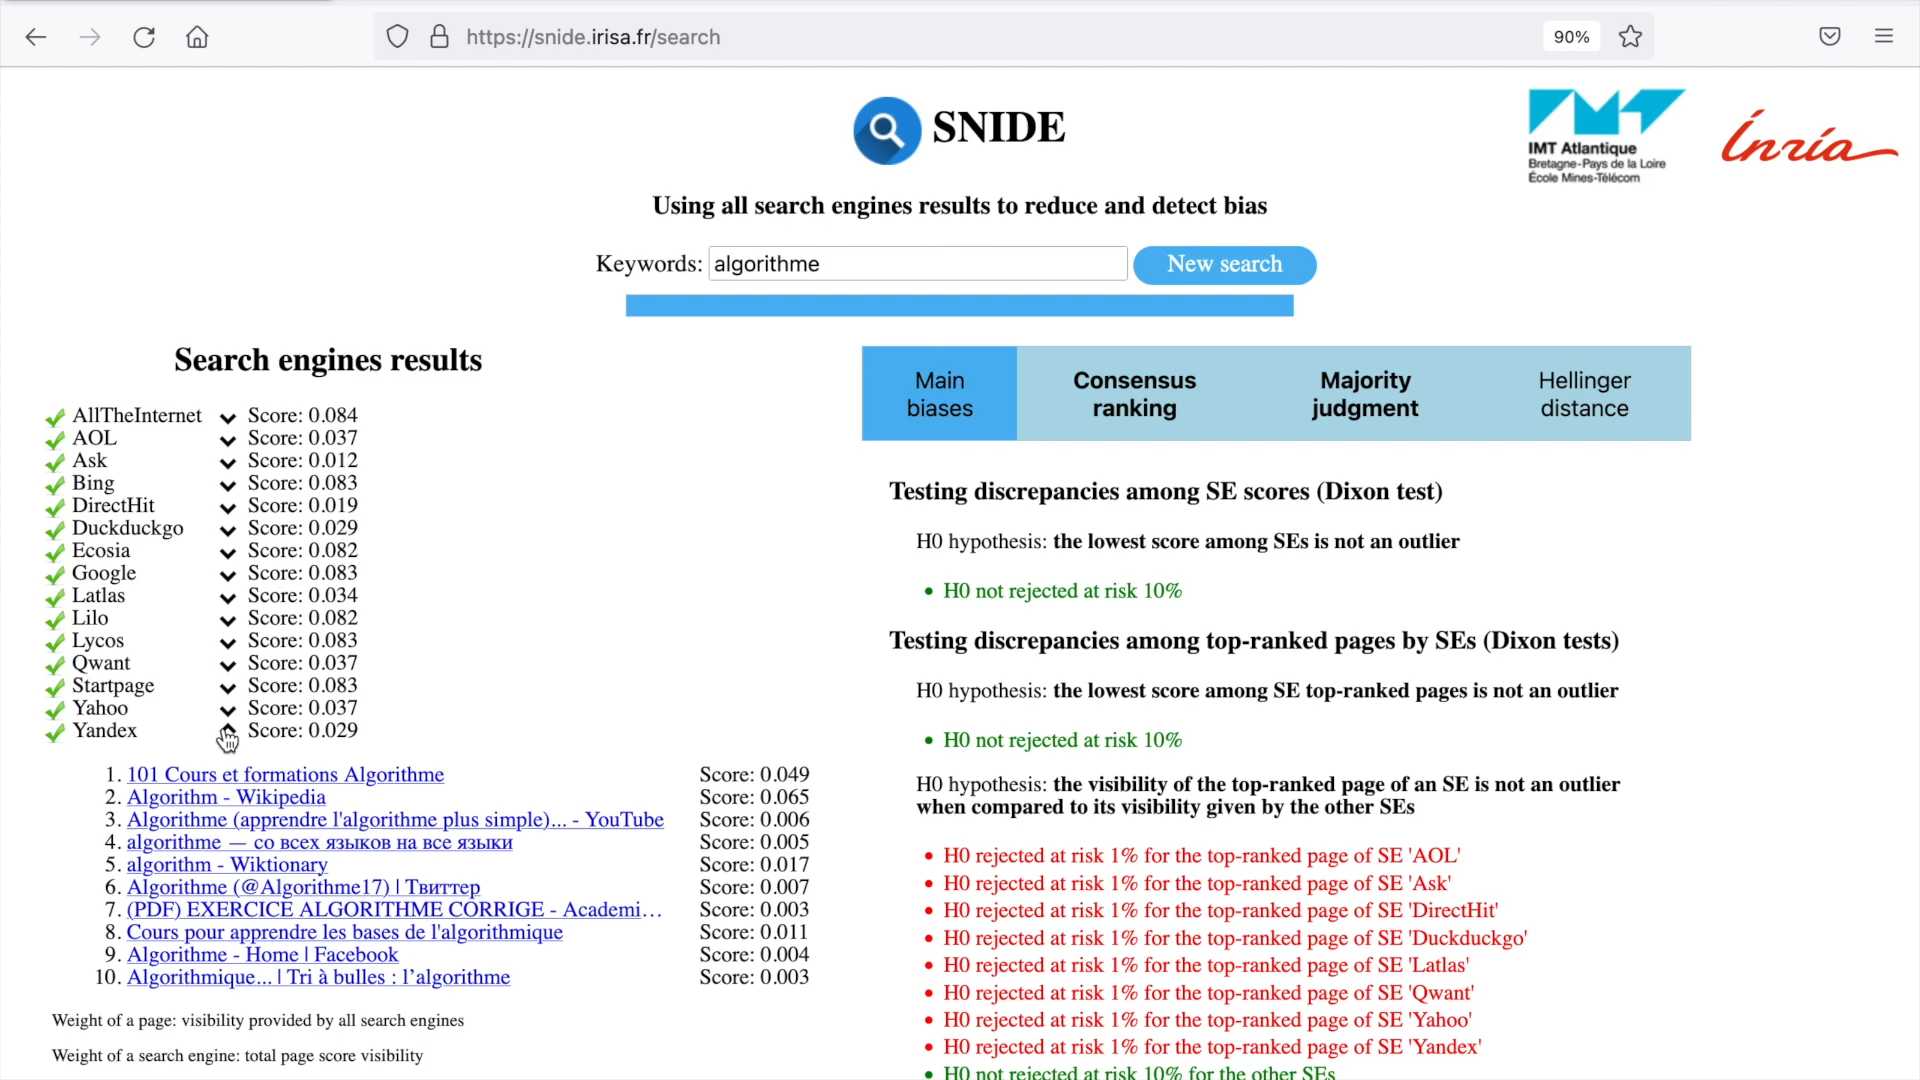 https://snide.irisa.fr/search
90%
SNIDE
IMT Atlantique
Bretagne-Pays de la Loire
École Mines-Télécom
Inría
Using all search engines results to reduce and detect bias
Keywords: algorithme New search
Search engines results
AllTheInternet Score: 0.084
AOL Score: 0.037
Ask Score: 0.012
Bing Score: 0.083
DirectHit Score: 0.019
Duckduckgo Score: 0.029
Ecosia Score: 0.082
Google Score: 0.083
Latlas Score: 0.034
Lilo Score: 0.082
Lycos Score: 0.083
Qwant Score: 0.037
Startpage Score: 0.083
Yahoo Score: 0.037
Yandex Score: 0.029
1. 101 Cours et formations Algorithme Score: 0.049
2. Algorithm - Wikipedia Score: 0.065
3. Algorithme (apprendre l'algorithme plus simple)... - YouTube Score: 0.006
4. algorithme — со всех языков на все языки Score: 0.005
5. algorithm - Wiktionary Score: 0.017
6. Algorithme (@Algorithme17) | Твиттер Score: 0.007
7. (PDF) EXERCICE ALGORITHME CORRIGE - Academi… Score: 0.003
8. Cours pour apprendre les bases de l'algorithmique Score: 0.011
9. Algorithme - Home | Facebook Score: 0.004
10. Algorithmique... | Tri à bulles : l’algorithme Score: 0.003
Weight of a page: visibility provided by all search engines
Weight of a search engine: total page score visibility
Main biases
Consensus ranking
Majority judgment
Hellinger distance
Testing discrepancies among SE scores (Dixon test)
H0 hypothesis: the lowest score among SEs is not an outlier
• H0 not rejected at risk 10%
Testing discrepancies among top-ranked pages by SEs (Dixon tests)
H0 hypothesis: the lowest score among SE top-ranked pages is not an outlier
• H0 not rejected at risk 10%
H0 hypothesis: the visibility of the top-ranked page of an SE is not an outlier
when compared to its visibility given by the other SEs
• H0 rejected at risk 1% for the top-ranked page of SE 'AOL'
• H0 rejected at risk 1% for the top-ranked page of SE 'Ask'
• H0 rejected at risk 1% for the top-ranked page of SE 'DirectHit'
• H0 rejected at risk 1% for the top-ranked page of SE 'Duckduckgo'
• H0 rejected at risk 1% for the top-ranked page of SE 'Latlas'
• H0 rejected at risk 1% for the top-ranked page of SE 'Qwant'
• H0 rejected at risk 1% for the top-ranked page of SE 'Yahoo'
• H0 rejected at risk 1% for the top-ranked page of SE 'Yandex'
• H0 not rejected at risk 10% for the other SEs